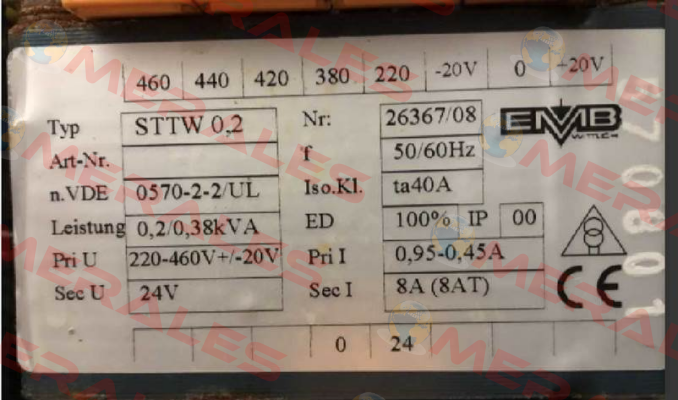 460 440 420 380 220 -20V 0 +20V
Typ STTW 0,2 Nr: 26367/08 EMB
WITTLICH
Art-Nr. f 50/60Hz
n.VDE 0570-2-2/UL Iso.Kl. ta40A
Leistung 0,2/0,38kVA ED 100% IP 00
Pri U 220-460V+/-20V Pri I 0,95-0,45A
Sec U 24V Sec I 8A (8AT) CE
0 24
MERALES